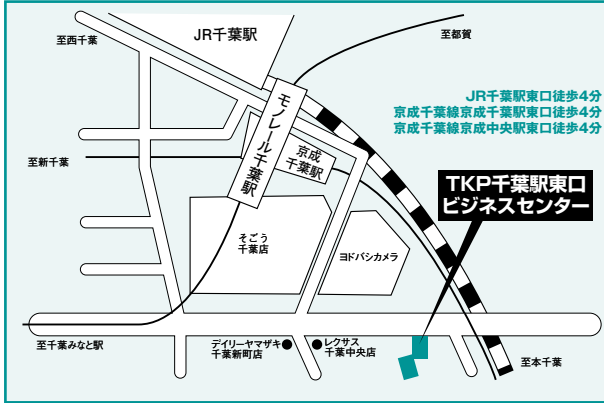 JR千葉駅
至西千葉
至都賀
JR千葉駅東口徒歩4分
京成千葉線京成千葉駅徒歩4分
京成千葉線京成中央駅徒歩4分
モノレール千葉駅
至新千葉
京成
千葉駅
TKP千葉駅東口
ビジネスセンター
そごう
千葉店
ヨドバシカメラ
至千葉みなと駅
デイリーヤマザキ
千葉新町店
レクサス
千葉中央店
至本千葉